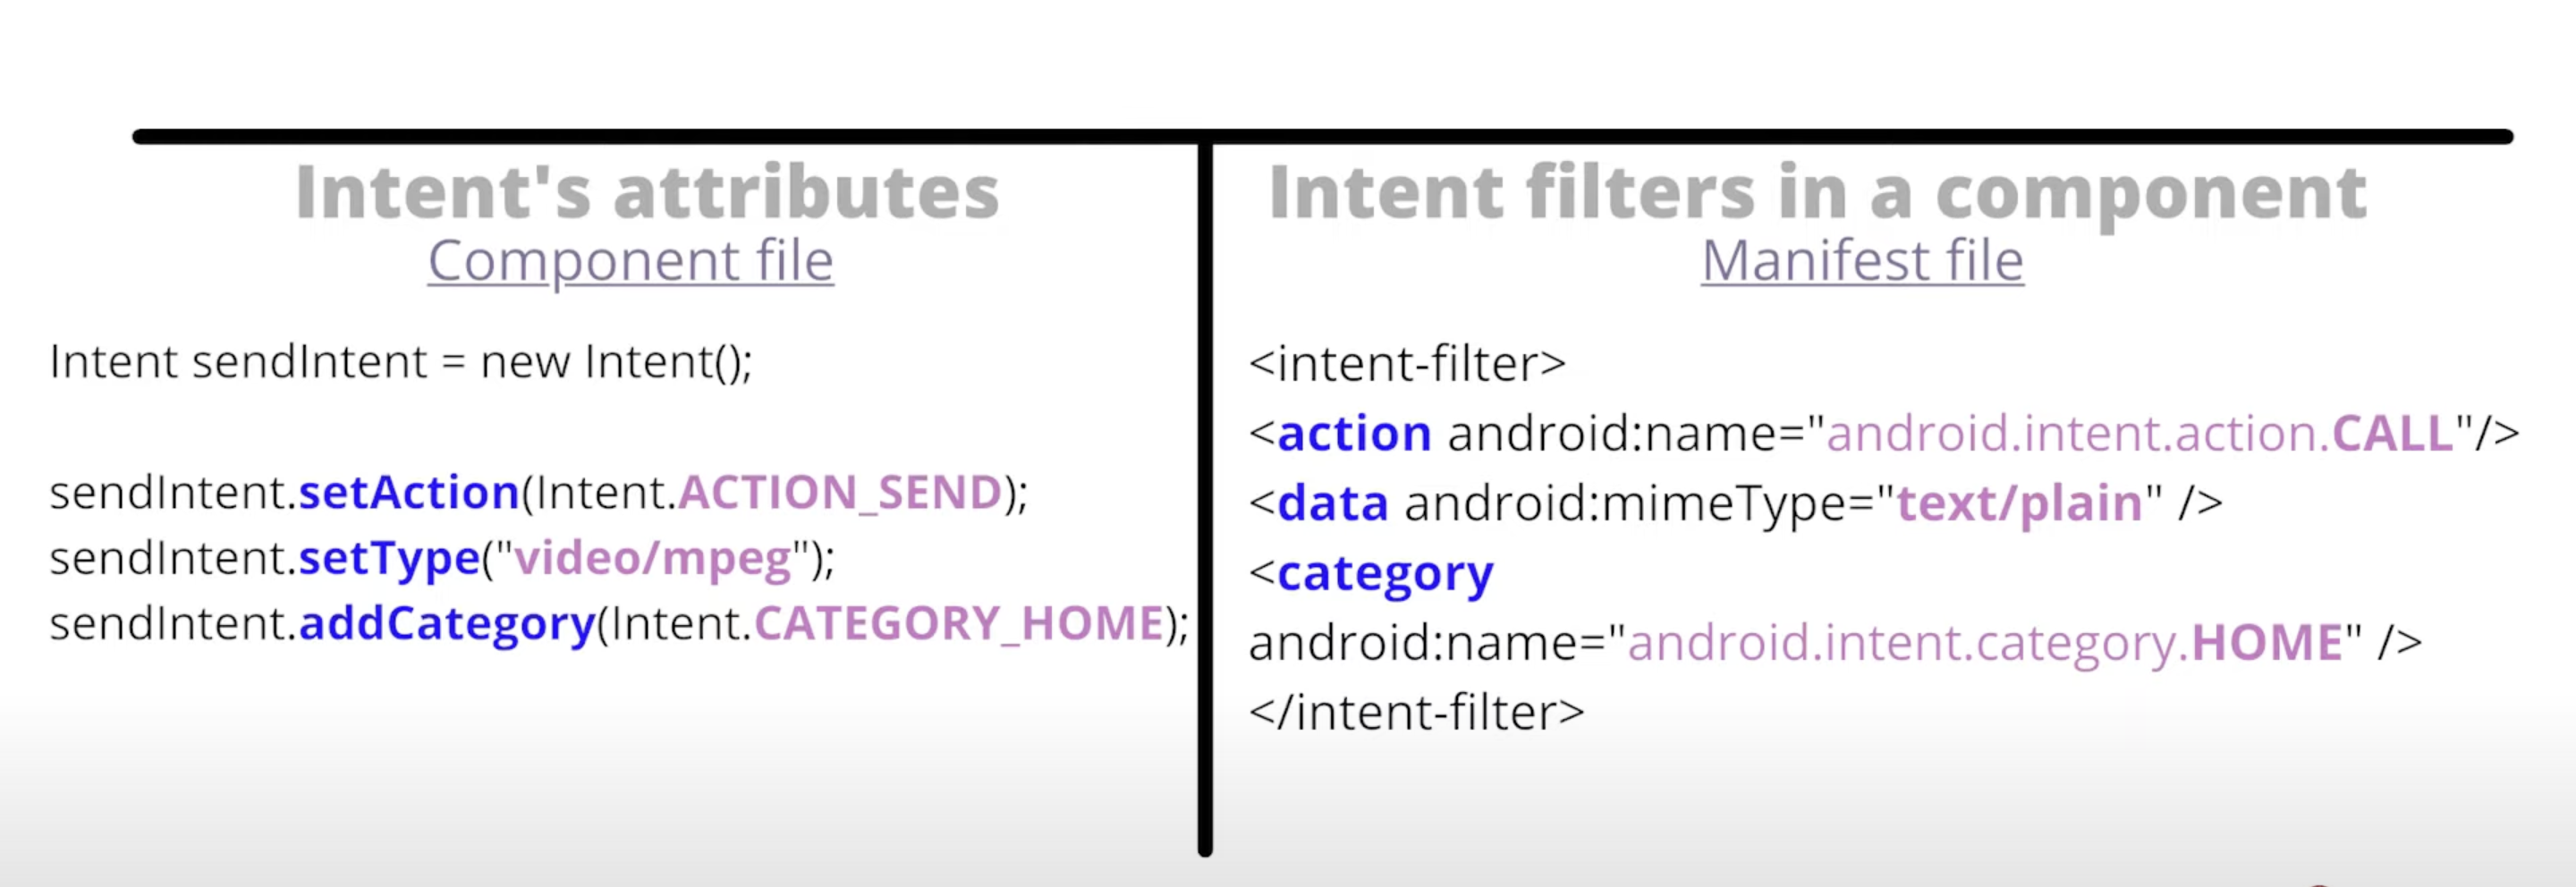 Intent's attributes
Component file
Intent sendIntent = new Intent();
sendIntent.setAction(Intent.ACTION_SEND);
sendIntent.setType("video/mpeg");
sendIntent.addCategory(Intent.CATEGORY_HOME);
Intent filters in a component
Manifest file
<intent-filter>
<action android:name="android.intent.action.CALL"/>
<data android:mimeType="text/plain" />
<category
android:name="android.intent.category.HOME" />
</intent-filter>